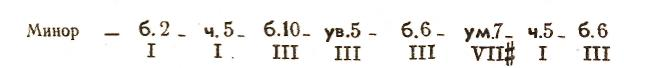 Минор — б.2 – ч.5 – б.10– ув.5 – б.6 – ум.7– ч.5– б.6
I I III III III VII♯ I III